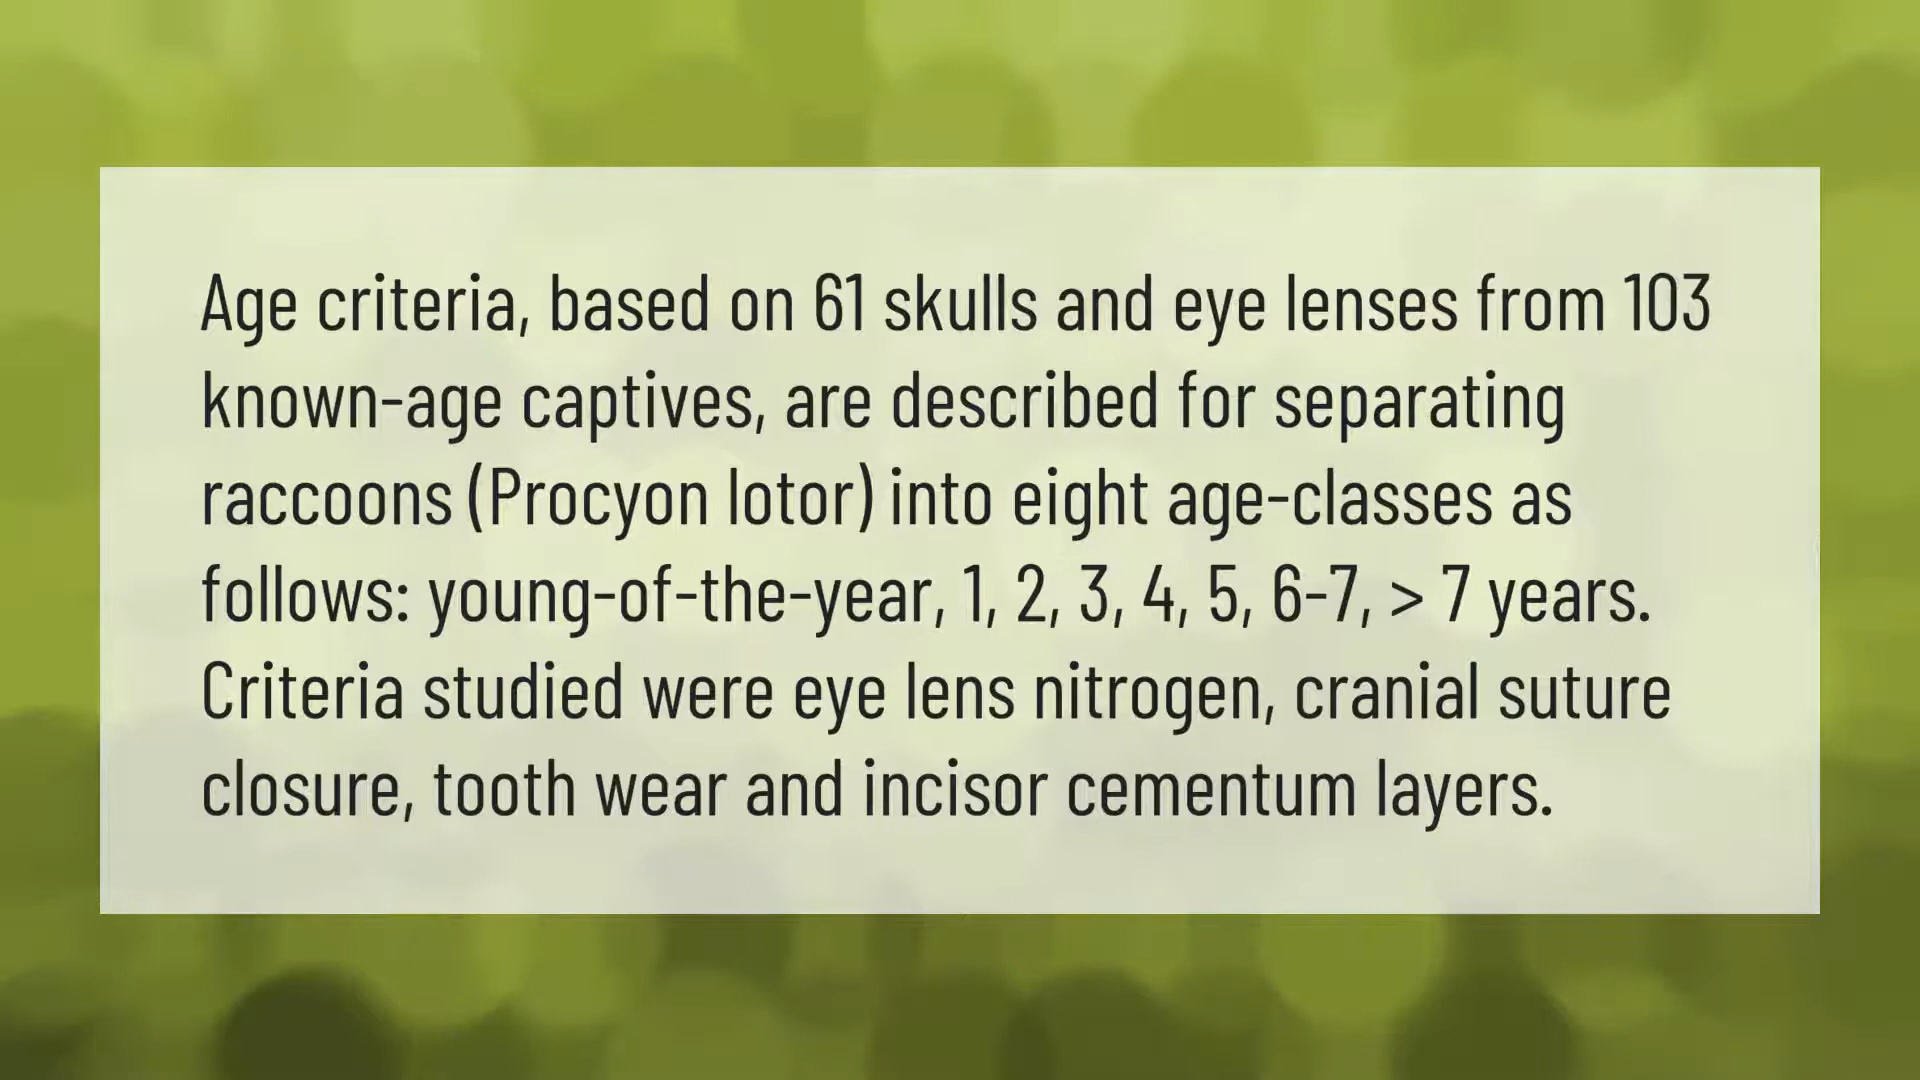 Age criteria, based on 61 skulls and eye lenses from 103
known-age captives, are described for separating
raccoons (Procyon lotor) into eight age-classes as
follows: young-of-the-year, 1, 2, 3, 4, 5, 6-7, > 7 years.
Criteria studied were eye lens nitrogen, cranial suture
closure, tooth wear and incisor cementum layers.